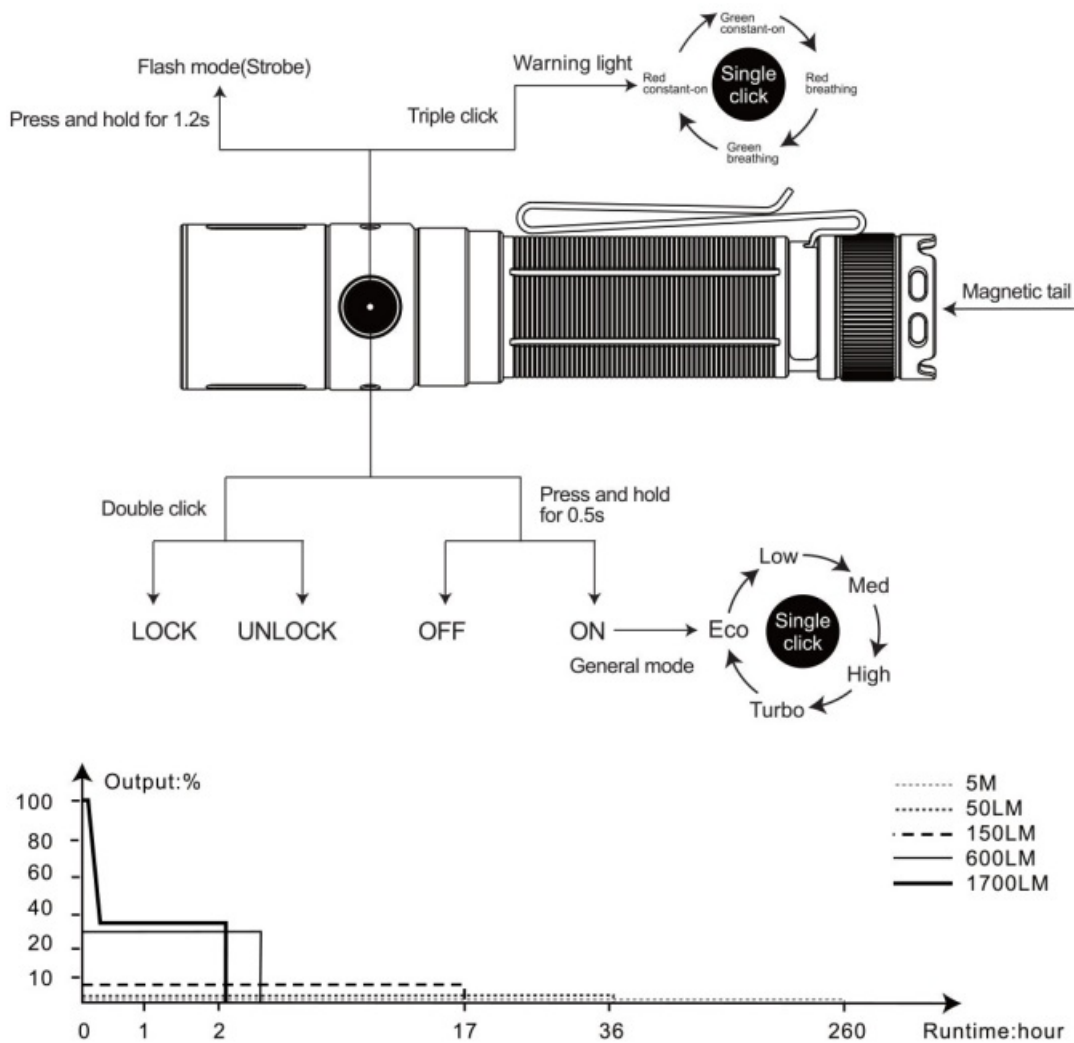 Flash mode(Strobe)
Press and hold for 1.2s
Triple click
Warning light
Green
constant-on
Red
constant-on
Single
click
Red
breathing
Green
breathing
Magnetic tail
Double click
Press and hold
for 0.5s
LOCK
UNLOCK
OFF
ON
General mode
Low
Med
Eco
Single
click
High
Turbo
Output:%
100
80
60
40
20
10
5M
50LM
150LM
600LM
1700LM
0
1
2
17
36
260
Runtime:hour